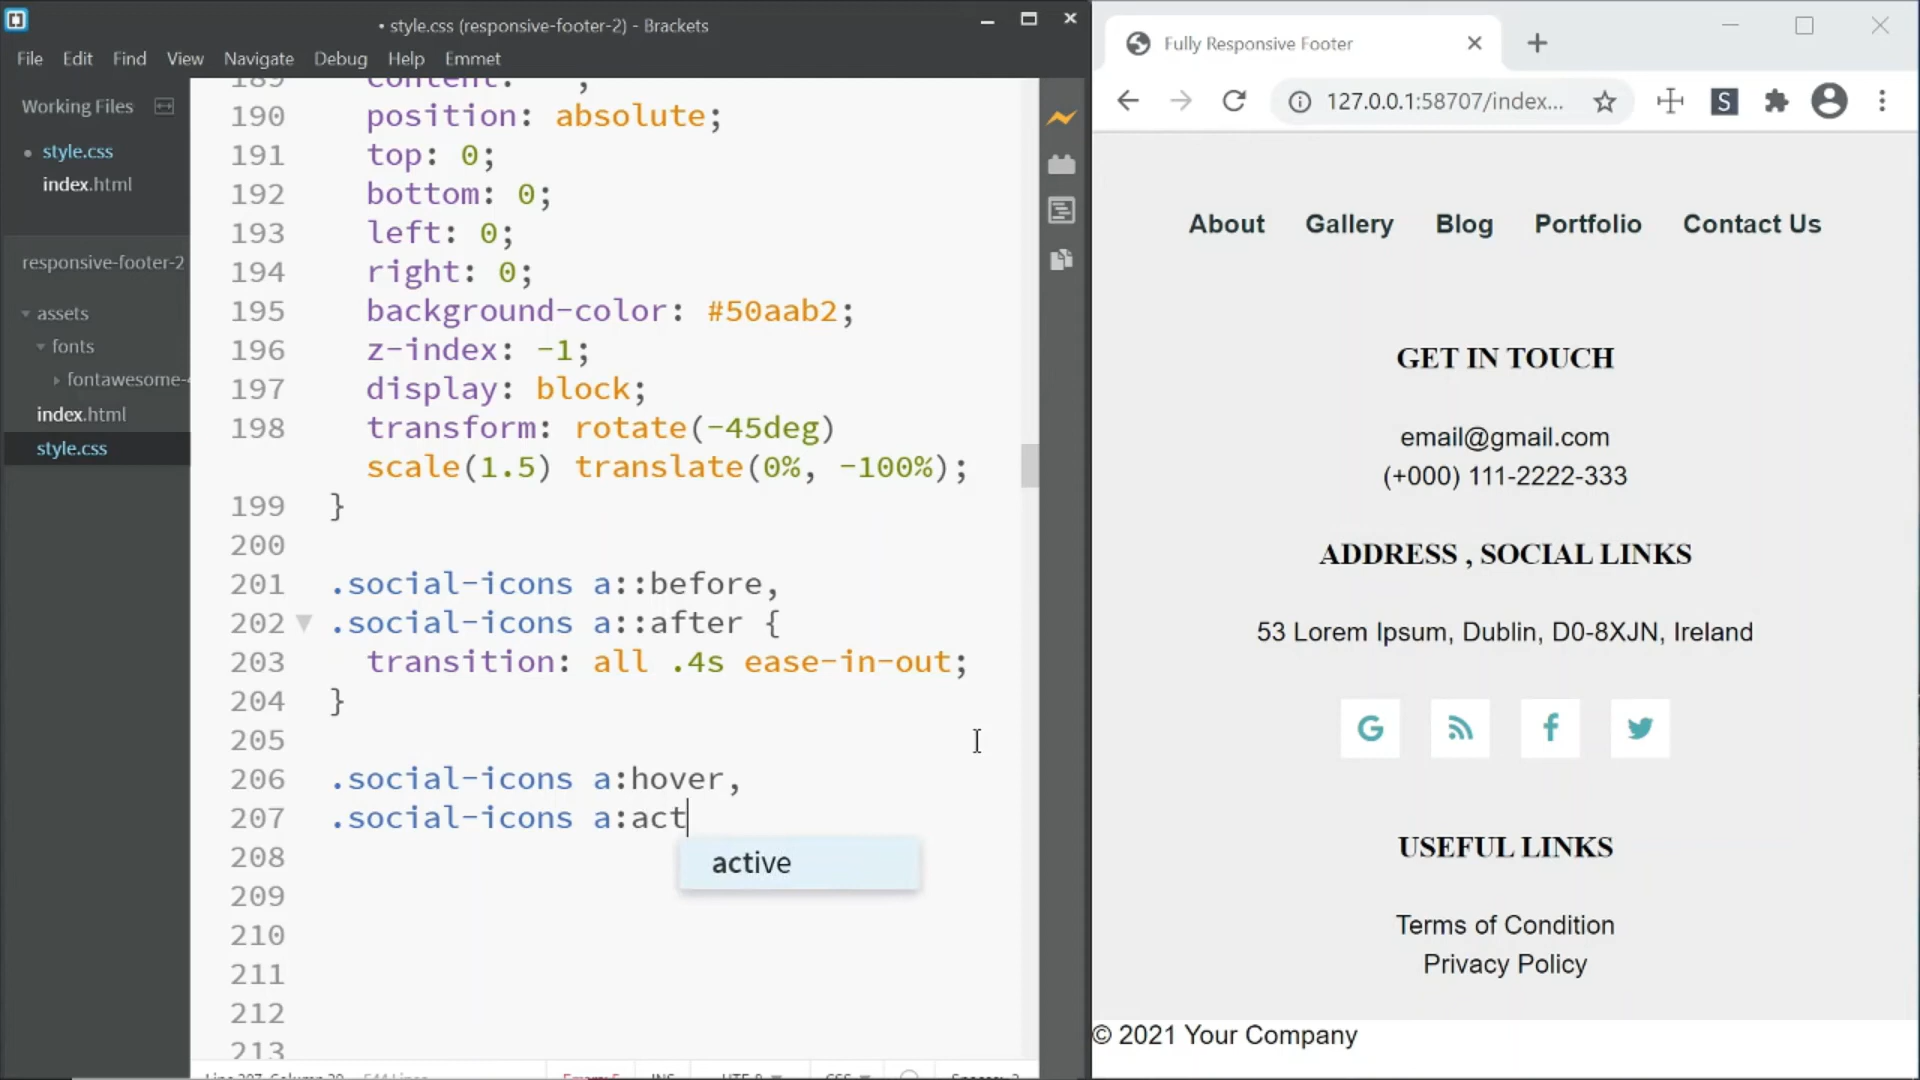 • style.css (responsive-footer-2) - Brackets
File Edit Find View Navigate Debug Help Emmet
Working Files
• style.css
index.html
responsive-footer-2
assets
fonts
fontawesome-
index.html
style.css
189 content: ;
190 position: absolute;
191 top: 0;
192 bottom: 0;
193 left: 0;
194 right: 0;
195 background-color: #50aab2;
196 z-index: -1;
197 display: block;
198 transform: rotate(-45deg)
scale(1.5) translate(0%, -100%);
199 }
200
201 .social-icons a::before,
202 .social-icons a::after {
203 transition: all .4s ease-in-out;
204 }
205
206 .social-icons a:hover,
207 .social-icons a:act
active
208
209
210
211
212
213
Fully Responsive Footer
127.0.0.1:58707/index...
S
About Gallery Blog Portfolio Contact Us
GET IN TOUCH
email@gmail.com
(+000) 111-2222-333
ADDRESS , SOCIAL LINKS
53 Lorem Ipsum, Dublin, D0-8XJN, Ireland
USEFUL LINKS
Terms of Condition
Privacy Policy
© 2021 Your Company